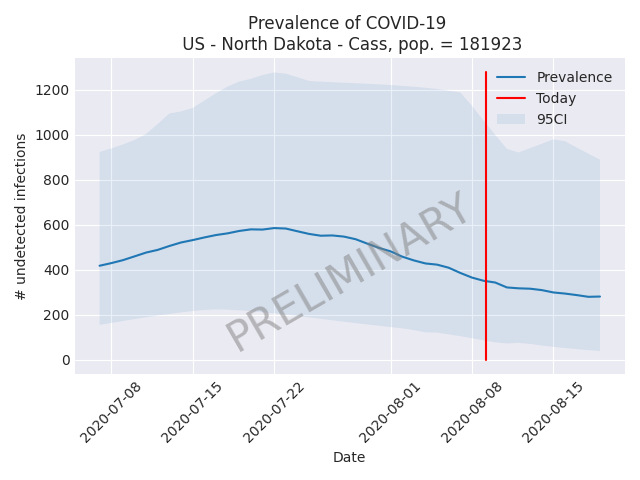 Prevalence of COVID-19
US - North Dakota - Cass, pop. = 181923
Prevalence
Today
95CI
1200
1000
800
600
400
200
0
# undetected infections
PRELIMINARY
2020-07-08
2020-07-15
2020-07-22
2020-08-01
2020-08-08
2020-08-15
Date